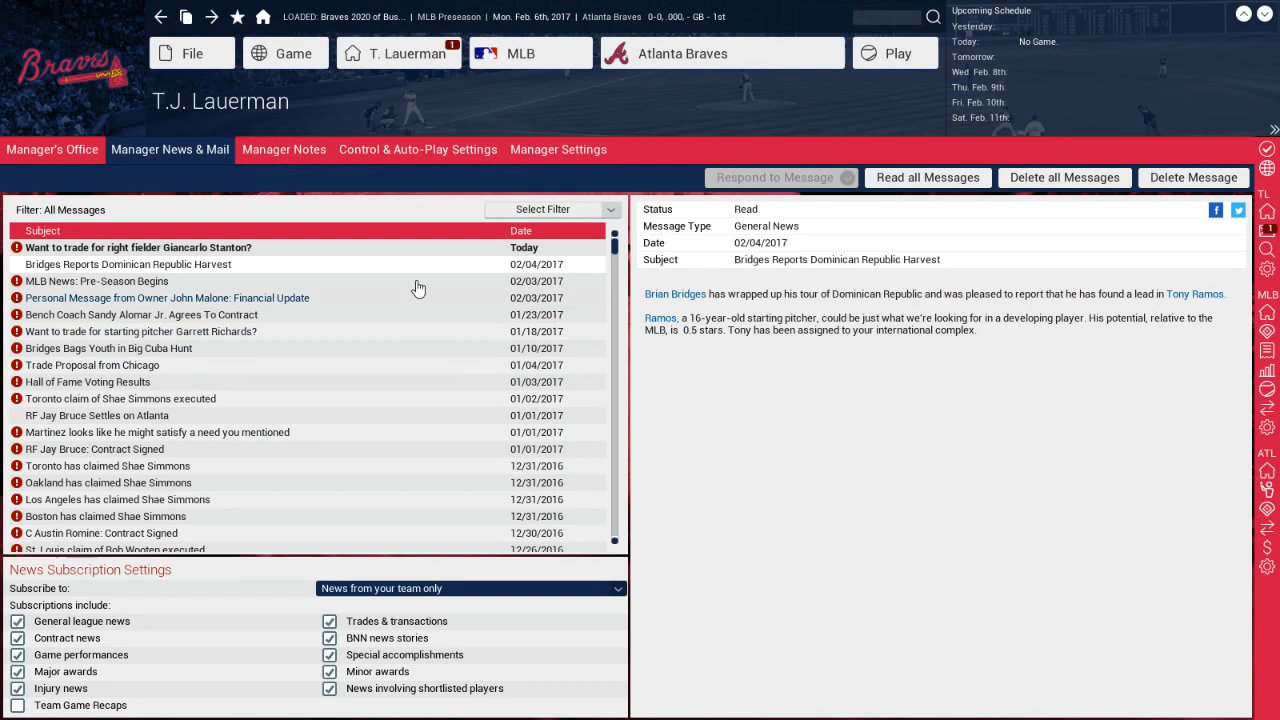 LOADED: Braves 2020 of Bus... | MLB Preseason | Mon. Feb. 6th, 2017 | Atlanta Braves 0-0, .000, - GB - 1st
Upcoming Schedule
Yesterday:
Today: No Game.
Tomorrow:
Wed. Feb. 8th:
Thu. Feb. 9th:
Fri. Feb. 10th:
Sat. Feb. 11th:
Braves
File
Game
T. Lauerman
1
MLB
Atlanta Braves
Play
T.J. Lauerman
Manager's Office
Manager News & Mail
Manager Notes
Control & Auto-Play Settings
Manager Settings
Respond to Message
Read all Messages
Delete all Messages
Delete Message
Filter: All Messages
Select Filter
Subject Date
Want to trade for right fielder Giancarlo Stanton? Today
Bridges Reports Dominican Republic Harvest 02/04/2017
MLB News: Pre-Season Begins 02/03/2017
Personal Message from Owner John Malone: Financial Update 02/03/2017
Bench Coach Sandy Alomar Jr. Agrees To Contract 01/23/2017
Want to trade for starting pitcher Garrett Richards? 01/18/2017
Bridges Bags Youth in Big Cuba Hunt 01/10/2017
Trade Proposal from Chicago 01/04/2017
Hall of Fame Voting Results 01/03/2017
Toronto claim of Shae Simmons executed 01/02/2017
RF Jay Bruce Settles on Atlanta 01/01/2017
Martinez looks like he might satisfy a need you mentioned 01/01/2017
RF Jay Bruce: Contract Signed 01/01/2017
Toronto has claimed Shae Simmons 12/31/2016
Oakland has claimed Shae Simmons 12/31/2016
Los Angeles has claimed Shae Simmons 12/31/2016
Boston has claimed Shae Simmons 12/31/2016
C Austin Romine: Contract Signed 12/30/2016
St. Louis claim of Rob Wooten executed 12/26/2016
News Subscription Settings
Subscribe to: News from your team only
Subscriptions include:
General league news Trades & transactions
Contract news BNN news stories
Game performances Special accomplishments
Major awards Minor awards
Injury news News involving shortlisted players
Team Game Recaps
Status Read
Message Type General News
Date 02/04/2017
Subject Bridges Reports Dominican Republic Harvest
Brian Bridges has wrapped up his tour of Dominican Republic and was pleased to report that he has found a lead in Tony Ramos.
Ramos, a 16-year-old starting pitcher, could be just what we're looking for in a developing player. His potential, relative to the
MLB, is 0.5 stars. Tony has been assigned to your international complex.
TL
1
MLB
ATL